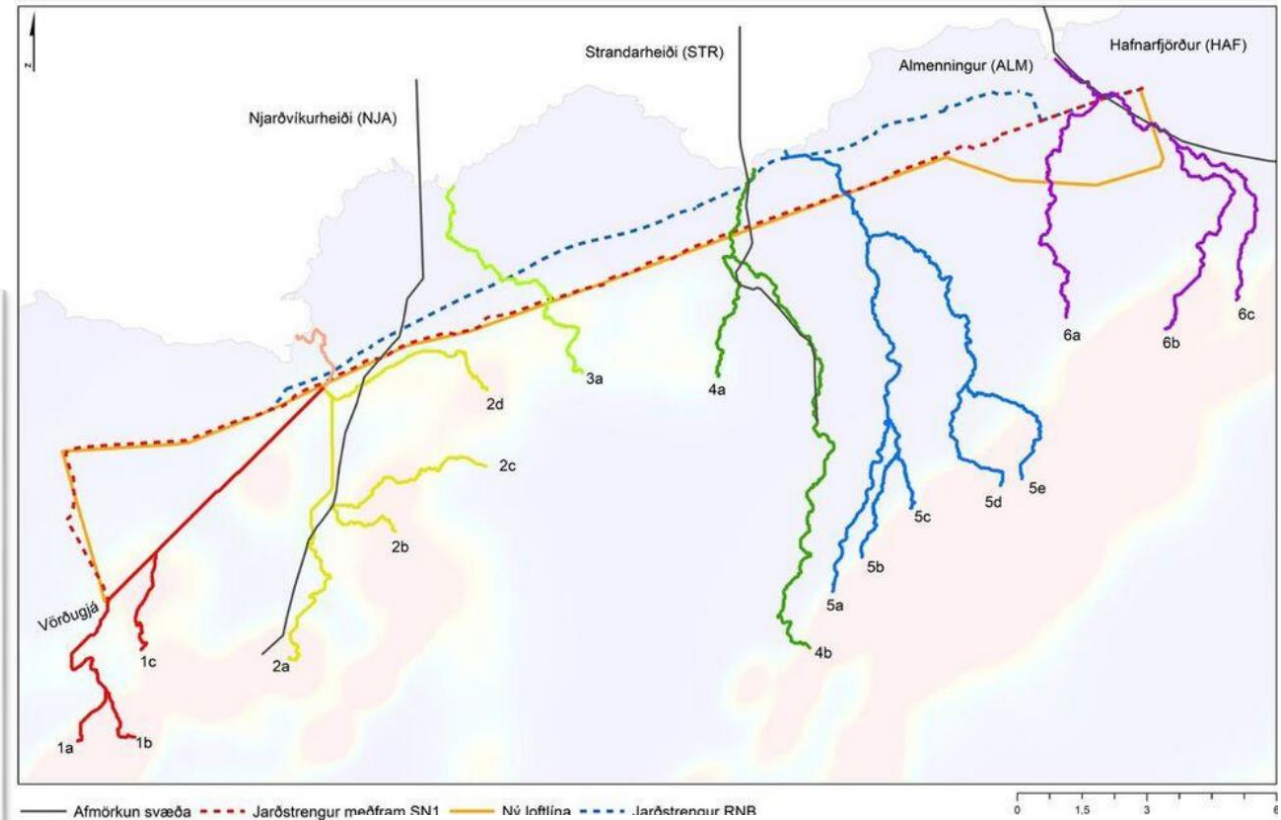 Hafnarfjörður (HAF)
Strandarheiði (STR)
Almenningur (ALM)
Njarðvíkurheiði (NJA)
z
6c
6a
6b
3a
4a
2d
2c
5d
5e
5c
2b
5b
5a
Vörðugjá
1c
2a
4b
1a
1b
Afmörkun svæða Jarðstrengur meðfram SN1 Ný loftlína Jarðstrengur RNB
0 1.5 3 6